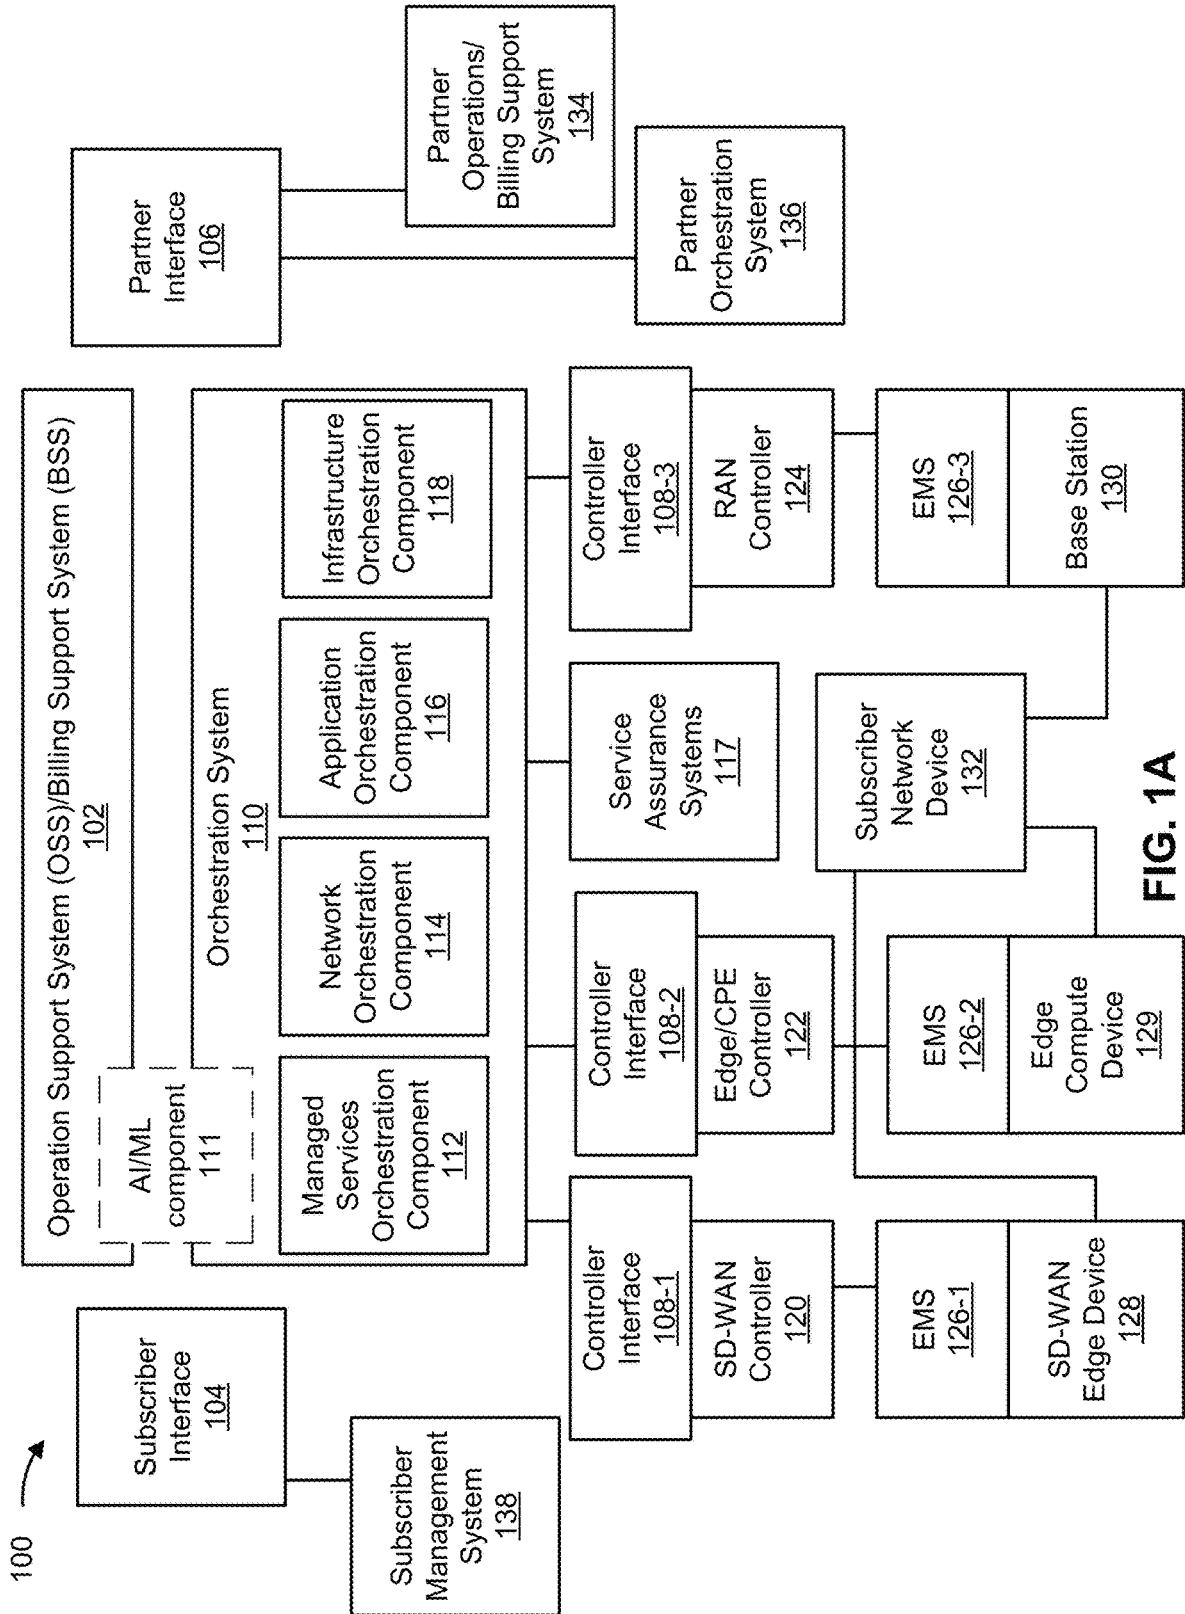 100
Subscriber
Interface
104
Subscriber
Management
System
138
Operation Support System (OSS)/Billing Support System (BSS)
102
AI/ML
component
111
Orchestration System
110
Managed
Services
Orchestration
Component
112
Network
Orchestration
Component
114
Application
Orchestration
Component
116
Infrastructure
Orchestration
Component
118
Partner
Interface
106
Partner
Operations/
Billing Support
System
134
Partner
Orchestration
System
136
Controller
Interface
108-1
SD-WAN
Controller
120
EMS
126-1
SD-WAN
Edge Device
128
Controller
Interface
108-2
Edge/CPE
Controller
122
EMS
126-2
Edge
Compute
Device
129
Service
Assurance
Systems
117
Subscriber
Network
Device
132
Controller
Interface
108-3
RAN
Controller
124
EMS
126-3
Base Station
130
FIG. 1A